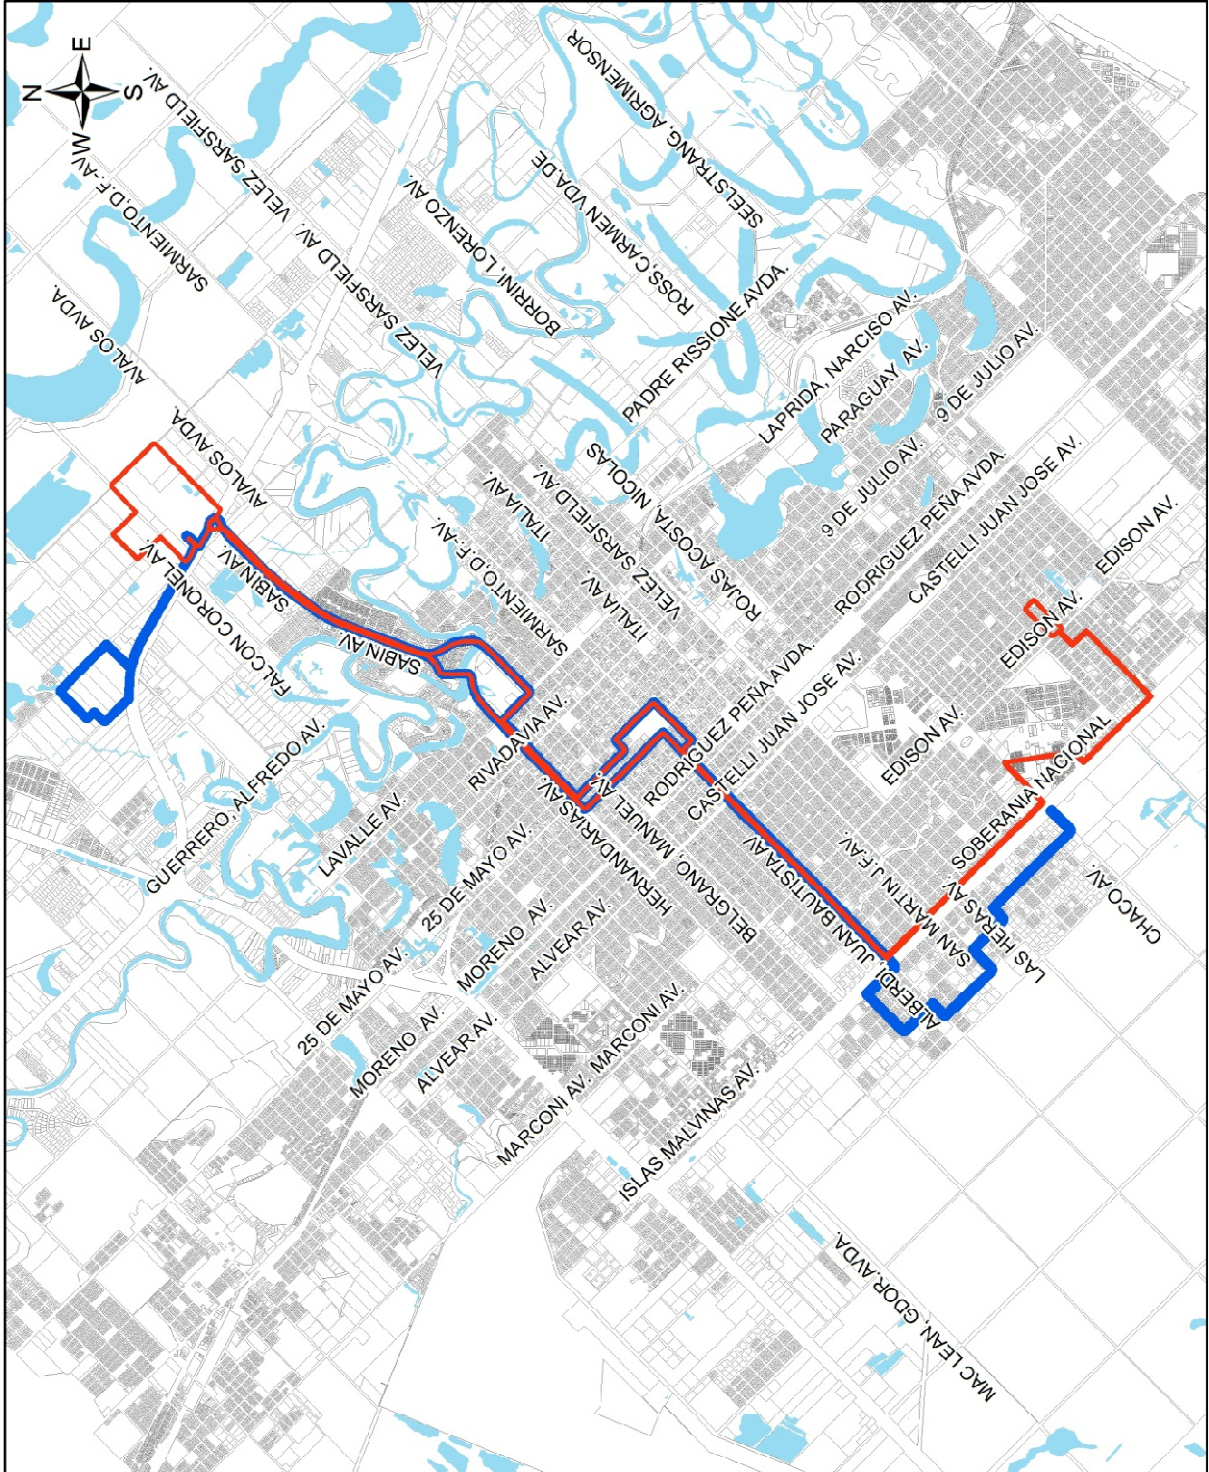 N
E
W
S
SARMIENTO,D.F.-AV.
VELEZ SARSFIELD AV.
SEELSTRANG, AGRIMENSOR
AVALOS AVDA.
VELEZ SARSFIELD AV.
BORRINI, LORENZO AV.
ROSS,CARMEN VDA.DE
AVALOS AVDA.
VELEZ SARSFIELD AV.
PADRE RISSIONE AVDA.
LAPRIDA, NARCISO AV.
PARAGUAY AV.
9 DE JULIO AV.
FALCON CORONEL AV.
SABIN AV.
SABIN AV.
SARMIENTO,D.F.-AV.
ITALIA AV.
VELEZ SARSFIELD AV.
ITALIA AV.
ROJAS ACOSTA, NICOLAS
9 DE JULIO AV.
RODRIGUEZ PEÑA AVDA.
CASTELLI JUAN JOSE AV.
EDISON AV.
GUERRERO, ALFREDO AV.
RIVADAVIA AV.
LAVALLE AV.
HERNANDARIAS AV.
HERNANDARIAS
BELGRANO, MANUEL AV.
BELGRANO
RODRIGUEZ PEÑA AVDA.
CASTELLI JUAN JOSE AV.
EDISON AV.
EDISON AV.
25 DE MAYO AV.
25 DE MAYO AV.
MORENO AV.
ALVEAR AV.
MORENO AV.
ALVEAR AV.
MARCONI AV.
MARCONI AV.
ALBERDI, JUAN BAUTISTA AV
SAN MARTIN J.F.AV.
SOBERANIA NACIONAL
LAS HERAS AV.
CHACO AV.
ISLAS MALVINAS AV.
MAC LEAN, GDOR.AVDA.